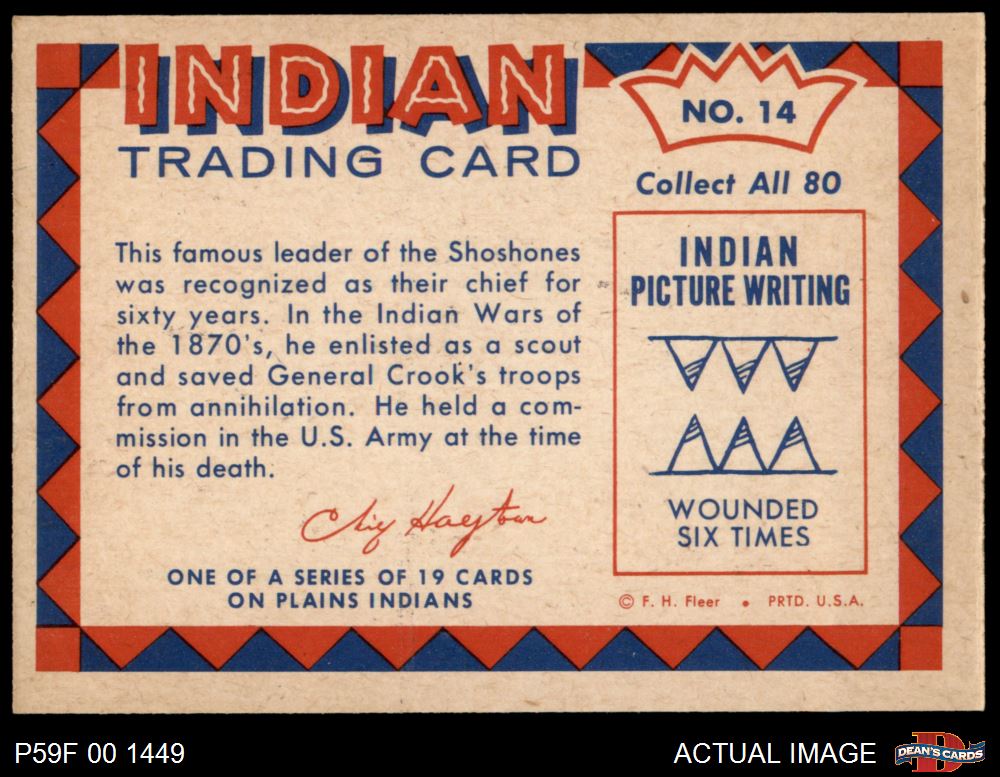 INDIAN
TRADING CARD
NO. 14
Collect All 80
This famous leader of the Shoshones
was recognized as their chief for
sixty years. In the Indian Wars of
the 1870's, he enlisted as a scout
and saved General Crook's troops
from annihilation. He held a com-
mission in the U.S. Army at the time
of his death.
ONE OF A SERIES OF 19 CARDS
ON PLAINS INDIANS
INDIAN
PICTURE WRITING
WOUNDED
SIX TIMES
© F. H. Fleer • PRTD. U.S.A.
P59F 00 1449
ACTUAL IMAGE
DEAN'S CARDS